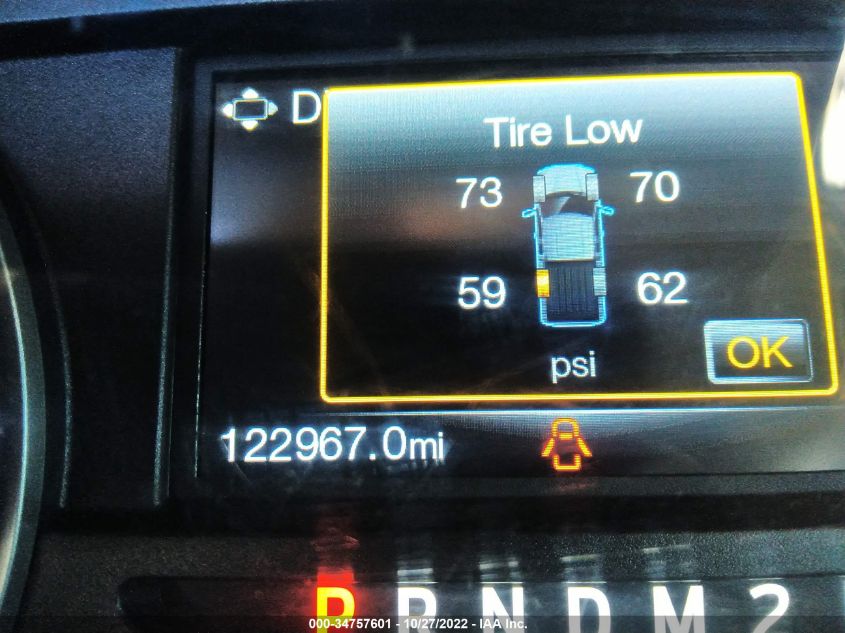 D
Tire Low
73 70
59 62
psi
OK
122967.0mi
P R N D M 2
000-34757601 - 10/27/2022 - IAA Inc.